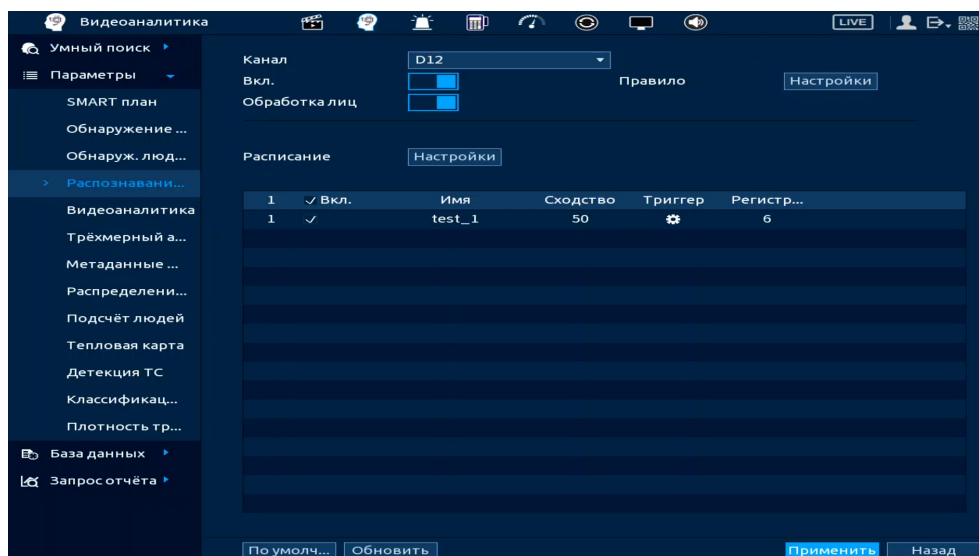 Видеоаналитика
LIVE
Умный поиск
Параметры
SMART план
Обнаружение ...
Обнаруж. люд...
Распознавани...
Видеоаналитика
Трёхмерный а...
Метаданные ...
Распределени...
Подсчёт людей
Тепловая карта
Детекция ТС
Классификац...
Плотность тр...
База данных
Запрос отчёта
Канал D12
Вкл. Правило Настройки
Обработка лиц
Расписание Настройки
1 Вкл. Имя Сходство Триггер Регистр...
1 test_1 50 6
По умолч... Обновить Применить Назад